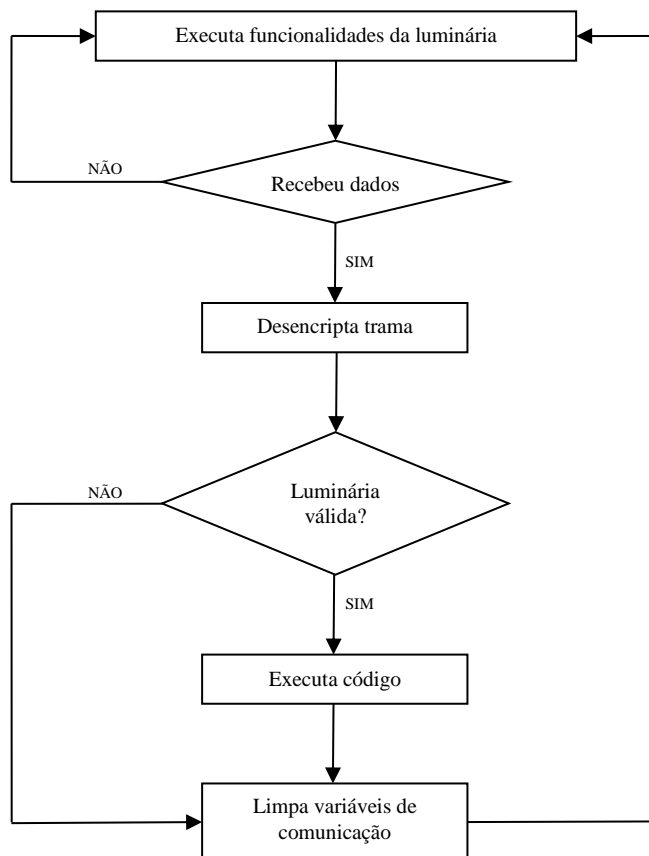 Executa funcionalidades da luminária
NÃO
Recebeu dados
SIM
Desencripta trama
NÃO
Luminária
válida?
SIM
Executa código
Limpa variáveis de
comunicação